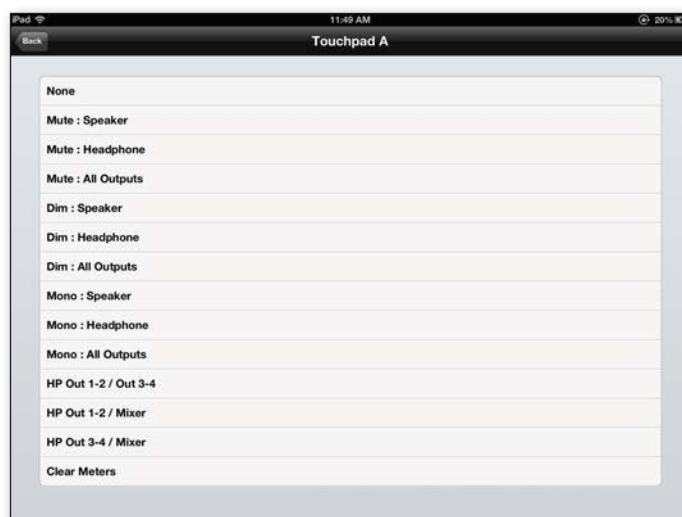 iPad 11:49 AM 20%
Back Touchpad A
None
Mute : Speaker
Mute : Headphone
Mute : All Outputs
Dim : Speaker
Dim : Headphone
Dim : All Outputs
Mono : Speaker
Mono : Headphone
Mono : All Outputs
HP Out 1-2 / Out 3-4
HP Out 1-2 / Mixer
HP Out 3-4 / Mixer
Clear Meters